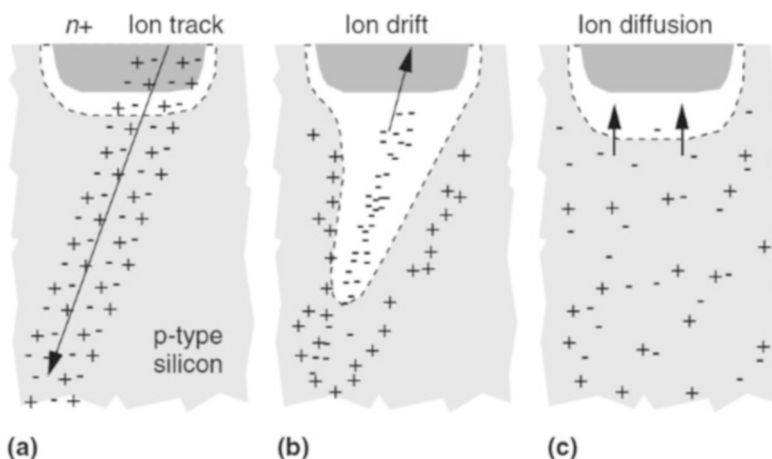 n+ Ion track
Ion drift
Ion diffusion
p-type
silicon
(a)
(b)
(c)